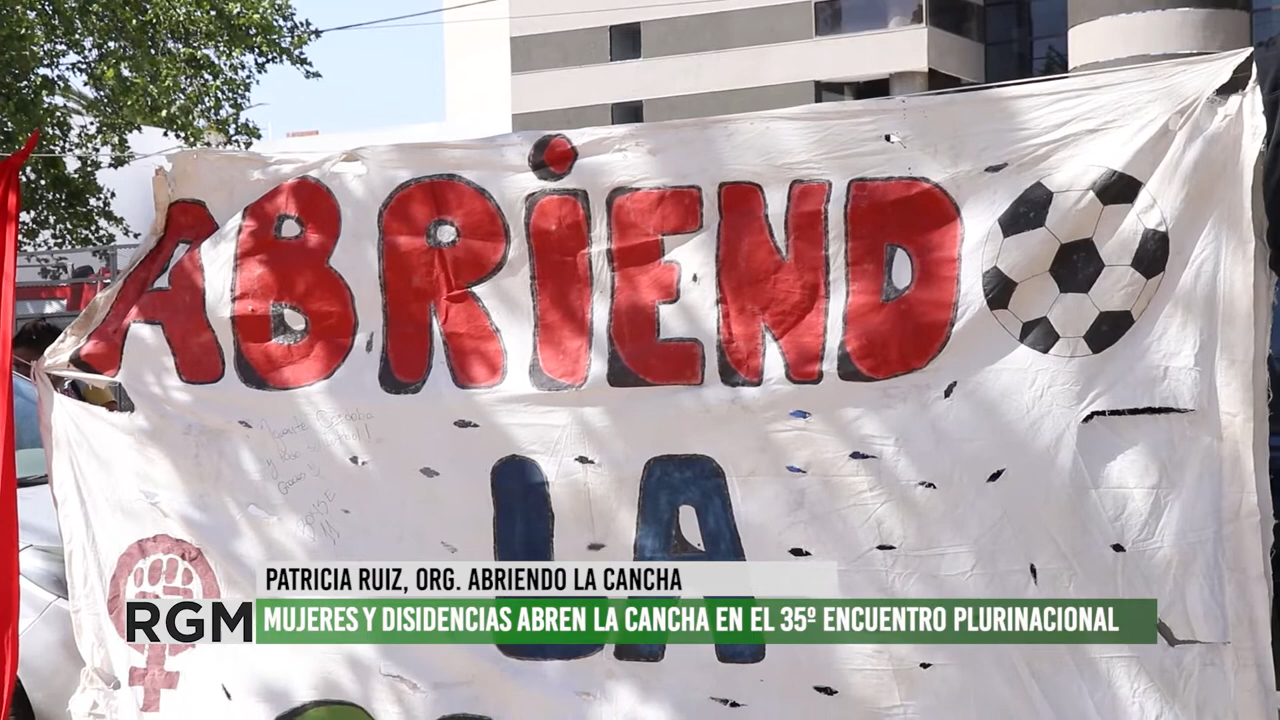 ABRiENDO
LA
y
PATRICIA RUIZ, ORG. ABRIENDO LA CANCHA
RGM
MUJERES Y DISIDENCIAS ABREN LA CANCHA EN EL 35º ENCUENTRO PLURINACIONAL